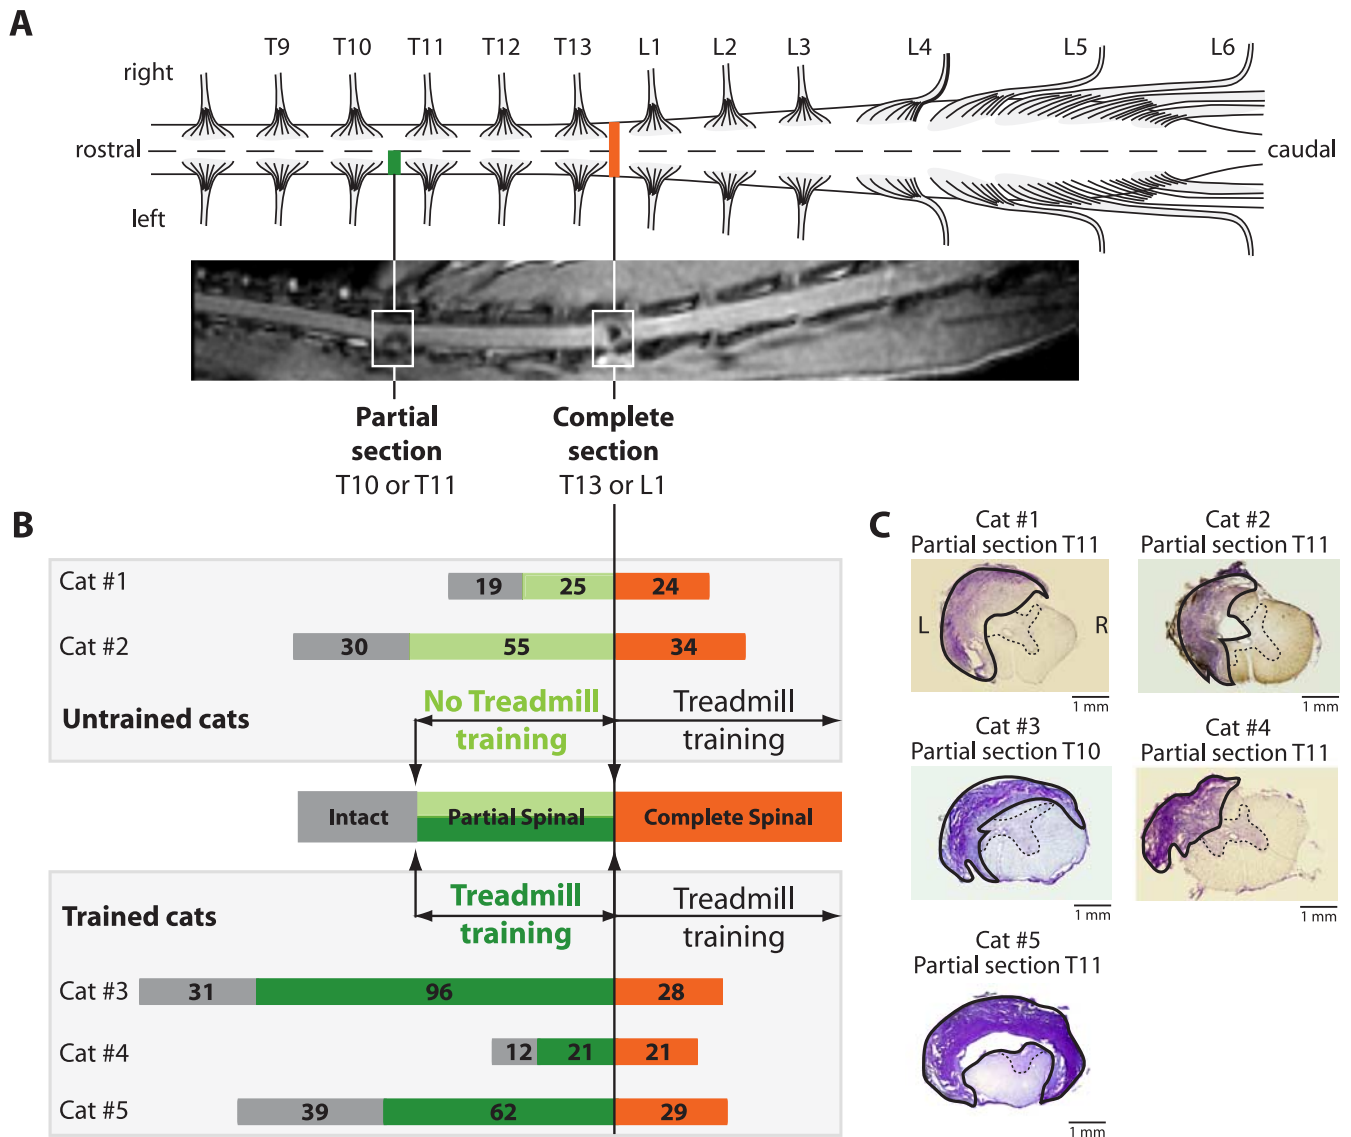 A
T9 T10 T11 T12 T13 L1 L2 L3 L4 L5 L6
right
rostral
caudal
left
Partial
section
T10 or T11
Complete
section
T13 or L1
B
Cat #1
19 25 24
Cat #2
30 55 34
Untrained cats
No Treadmill
training
Treadmill
training
Intact
Partial Spinal
Complete Spinal
Trained cats
Treadmill
training
Treadmill
training
Cat #3
31 96 28
Cat #4
12 21 21
Cat #5
39 62 29
C
Cat #1
Partial section T11
L
R
1 mm
Cat #2
Partial section T11
1 mm
Cat #3
Partial section T10
1 mm
Cat #4
Partial section T11
1 mm
Cat #5
Partial section T11
1 mm